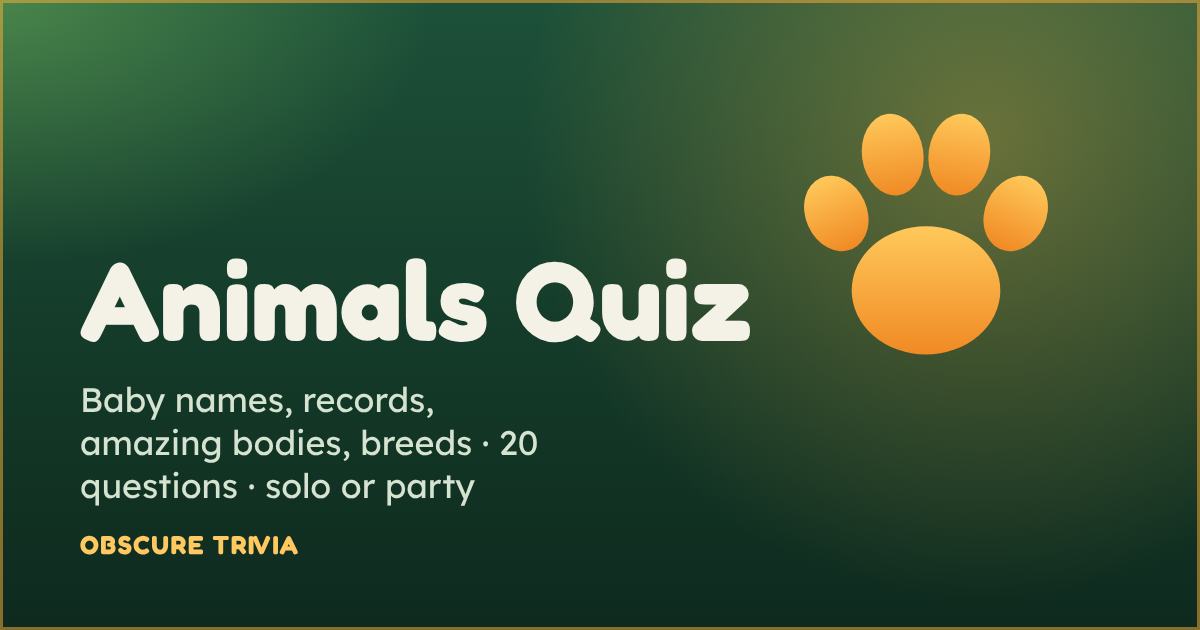 Animals Quiz
Baby names, records,
amazing bodies, breeds · 20
questions · solo or party
OBSCURE TRIVIA